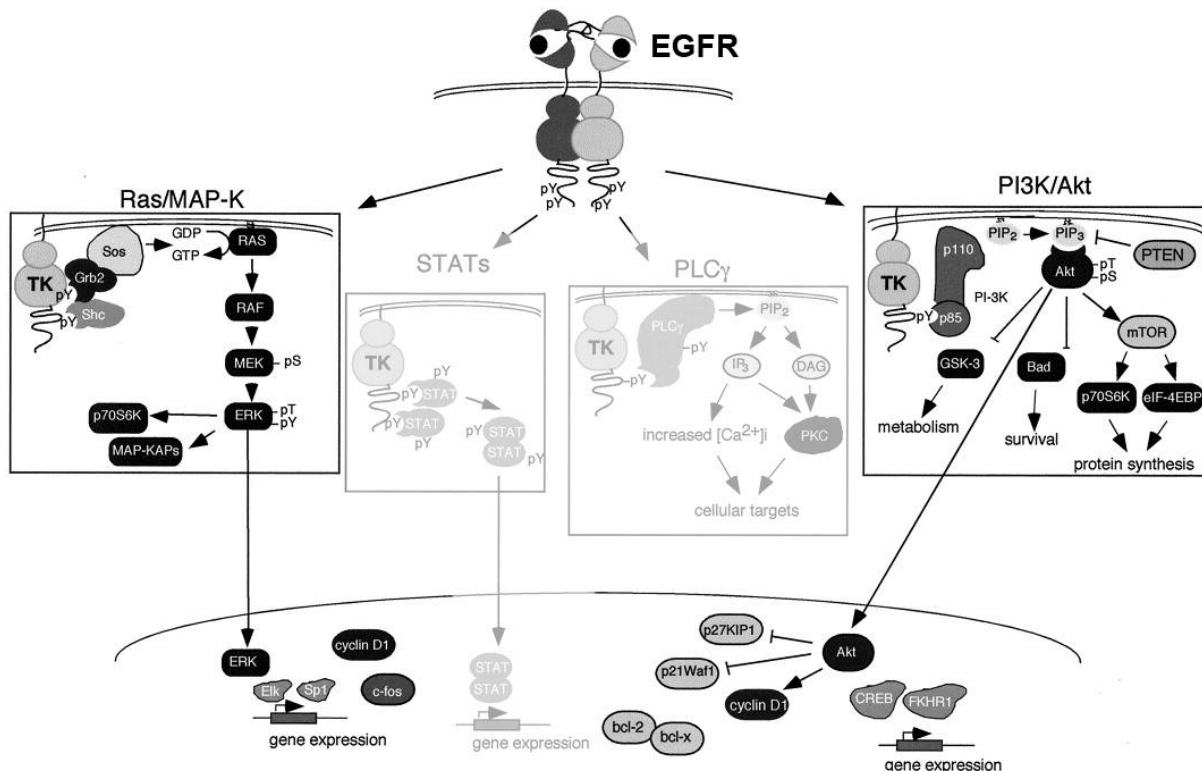 EGFR
pY
pY
pY
pY
Ras/MAP-K
TK
pY
pY
Sos
Grb2
Shc
GDP
GTP
RAS
RAF
MEK
pS
ERK
pT
pY
p70S6K
MAP-KAPs
STATs
TK
pY
pY
STAT
pY
STAT
pY
pY
STAT
STAT
pY
PLCγ
TK
pY
PLCγ
pY
PIP2
IP3
DAG
increased [Ca2+]i
PKC
cellular targets
PI3K/Akt
TK
pY
p110
p85
PI-3K
PIP2
PIP3
PTEN
Akt
pT
pS
GSK-3
Bad
mTOR
p70S6K
eIF-4EBP
metabolism
survival
protein synthesis
ERK
cyclin D1
Elk
Sp1
c-fos
gene expression
STAT
STAT
gene expression
p27KIP1
p21Waf1
Akt
cyclin D1
bcl-2
bcl-x
CREB
FKHR1
gene expression